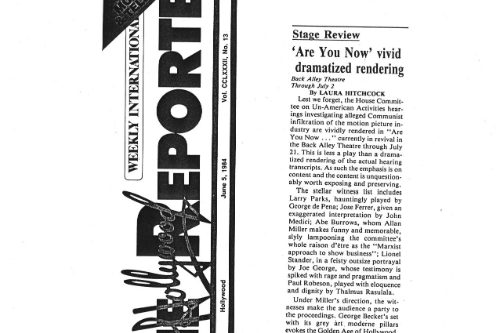 WEEKLY INTERNATIONAL
The Hollywood
REPORTE
Hollywood
June 5, 1984
Vol. CCLXXXII, No. 13
Stage Review
‘Are You Now’ vivid
dramatized rendering
Back Alley Theatre
Through July 2
By LAURA HITCHCOCK
Lest we forget, the House Commit-
tee on Un-American Activities hear-
ings investigating alleged Communist
infiltration of the motion picture in-
dustry are vividly rendered in “Are
You Now ...” currently in revival in
the Back Alley Theatre through July
21. This is less a play than a drama-
tized rendering of the actual hearing
transcripts. As such the emphasis is on
content and the content is unquestion-
ably worth exposing and preserving.
The stellar witness list includes
Larry Parks, hauntingly played by
George de Pena; Jose Ferrer, given an
exaggerated interpretation by John
Medici; Abe Burrows, whom Allan
Miller makes funny and memorable,
slyly lampooning the committee's
whole raison d'être as the “Marxist
approach to show business”; Lionel
Stander, in a feisty outsize portrayal
by Joe George, whose testimony is
spiked with rage and pragmatism and
Paul Robeson, played with eloquence
and dignity by Thalmus Rasulala.
Under Miller's direction, the wit-
nesses make the audience a party to
the proceedings. George Becket's set
with its grey art moderne pillars
evokes the Golden Age of Hollywood